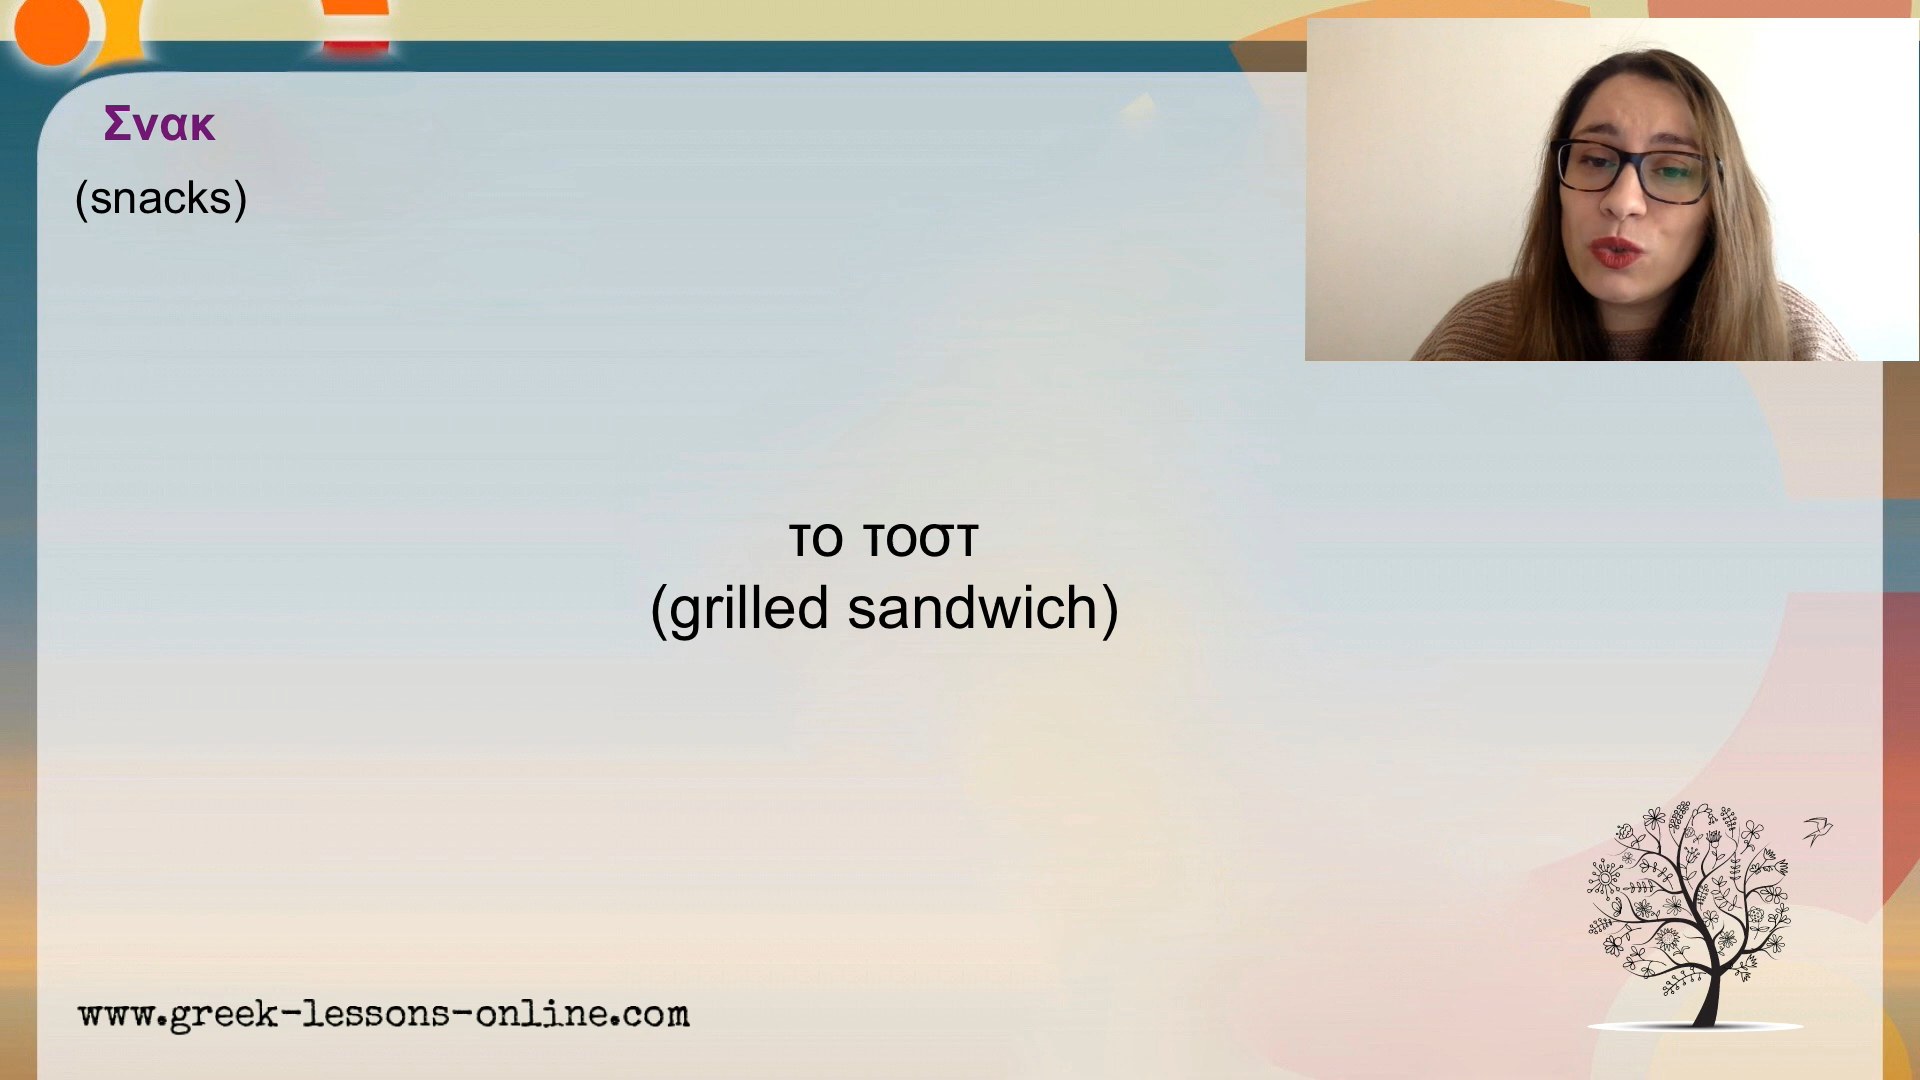 Σνακ
(snacks)
το τοστ
(grilled sandwich)
www.greek-lessons-online.com